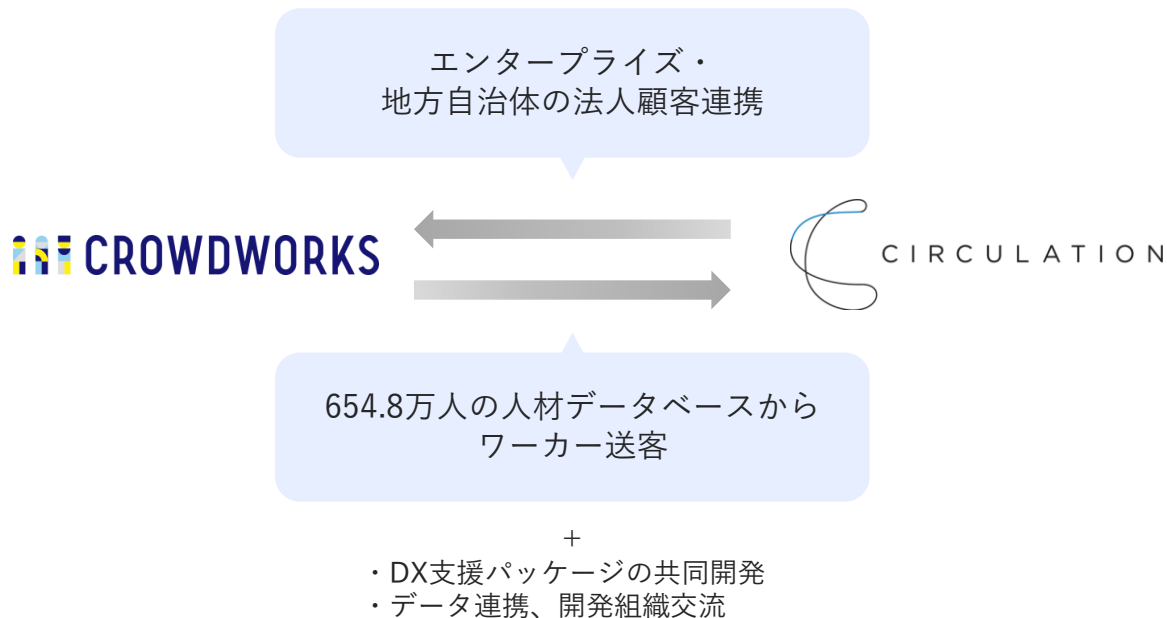 エンタープライズ・
地方自治体の法人顧客連携
CROWDWORKS
CIRCULATION
654.8万人の人材データベースから
ワーカー送客
+
・DX支援パッケージの共同開発
・データ連携、開発組織交流